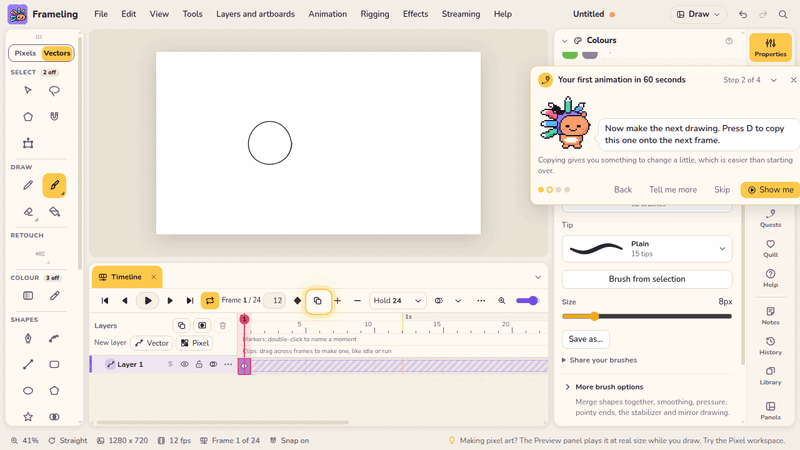 Frameling
File Edit View Tools Layers and artboards Animation Rigging Effects Streaming Help
Untitled
Draw
Pixels Vectors
SELECT 2 off
DRAW
RETOUCH
COLOUR 3 off
SHAPES
Colours
Properties
Your first animation in 60 seconds Step 2 of 4
Now make the next drawing. Press D to copy
this one onto the next frame.
Copying gives you something to change a little, which is easier than starting
over.
Back Tell me more Skip Show me
Tip
Plain
15 tips
Brush from selection
Size 8px
Save as...
Share your brushes
More brush options
Merge shapes together, smoothing, pressure,
pointy ends, the stabilizer and mirror drawing.
Quests
Quill
Help
Notes
History
Library
Panels
Timeline
Frame 1 / 24 12 Hold 24
Layers
New layer Vector Pixel
Layer 1 5
1 5 10 1s 15 20
Markers: double-click to name a moment
Clips: drag across frames to make one, like idle or run
41% Straight 1280 x 720 12 fps Frame 1 of 24 Snap on
Making pixel art? The Preview panel plays it at real size while you draw. Try the Pixel workspace.